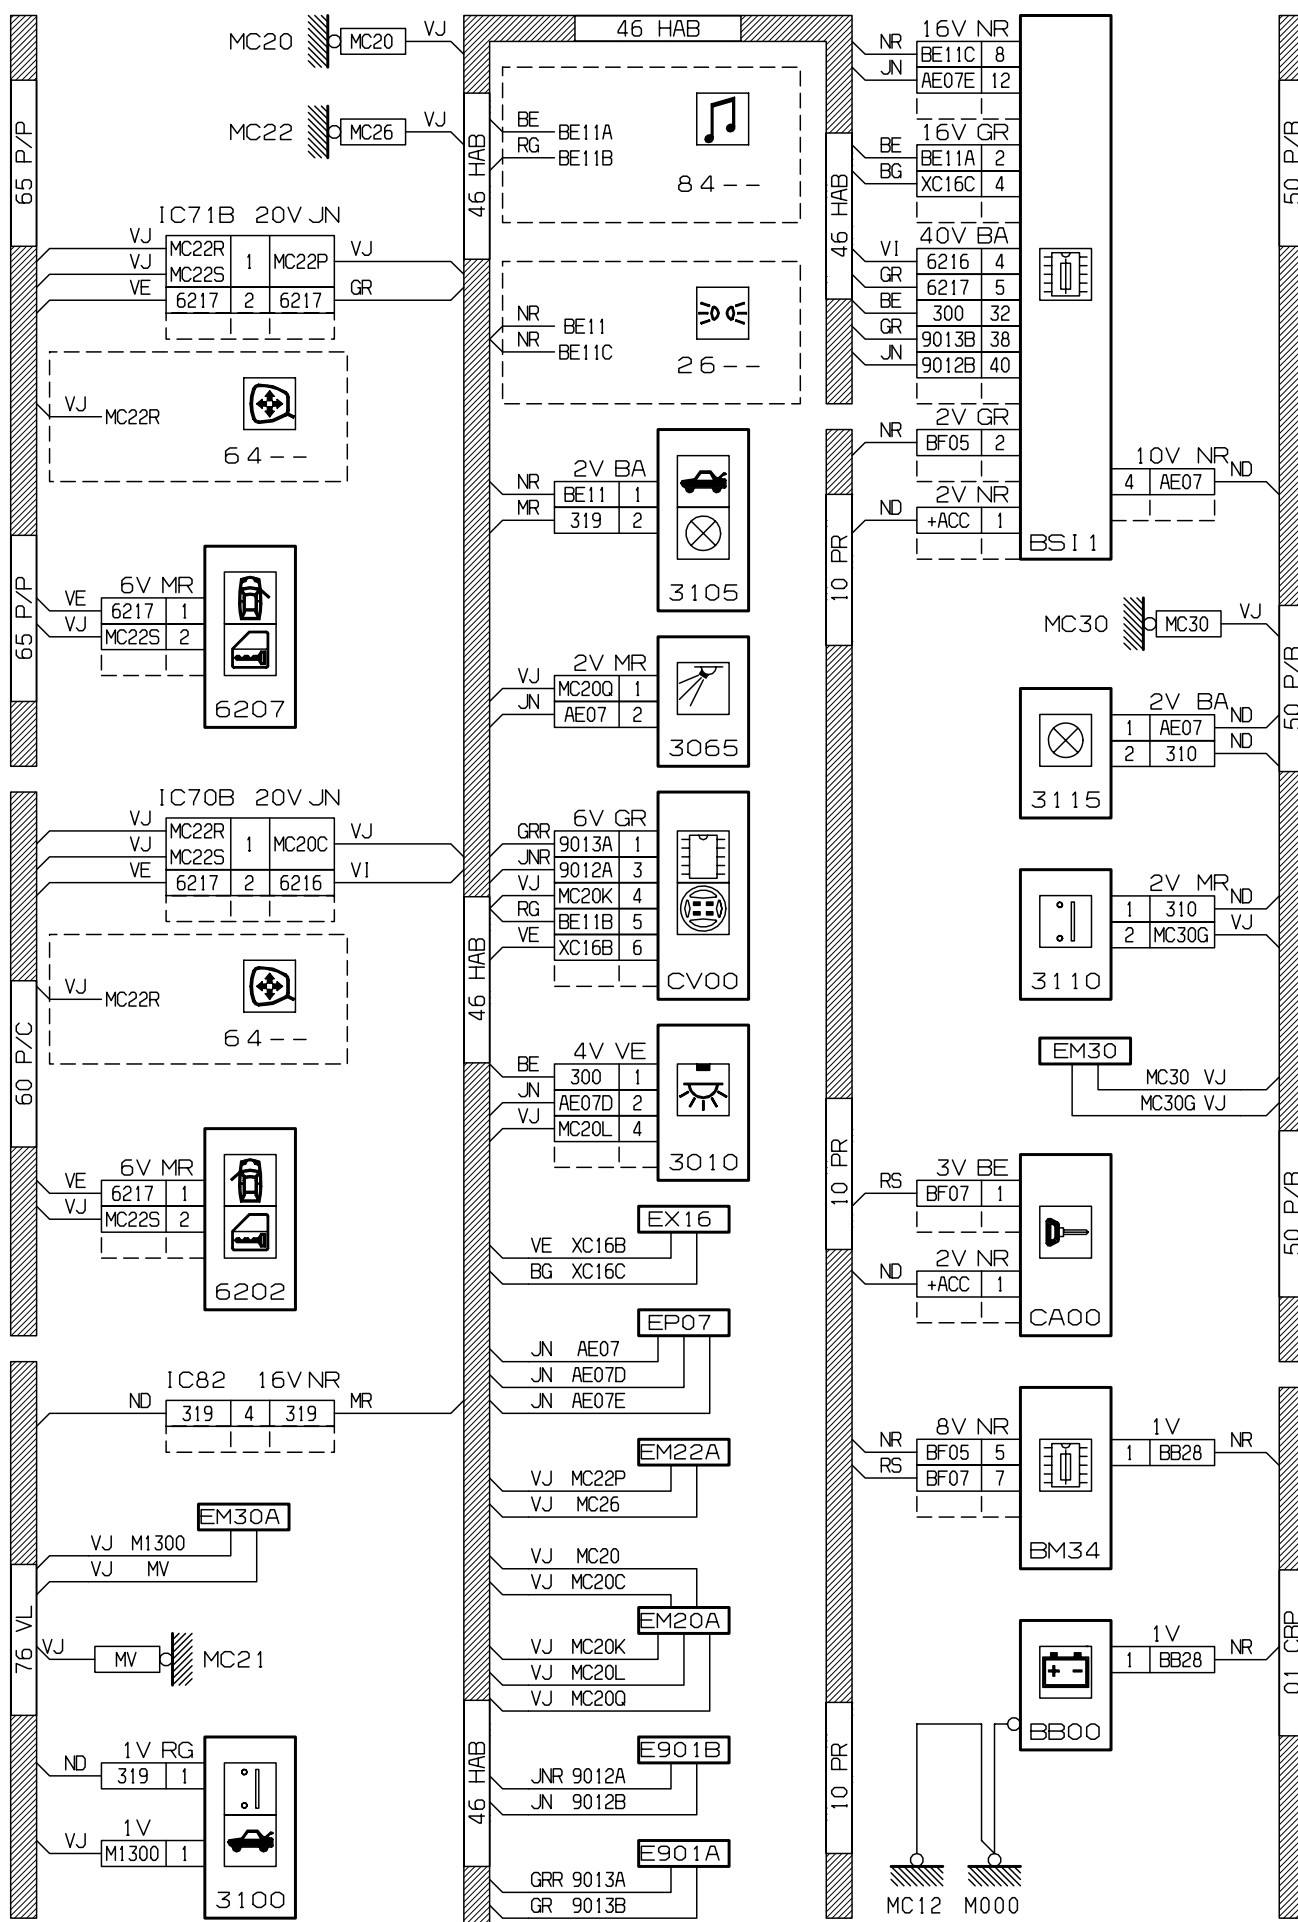 65 P/P
MC20 MC20 VJ
MC22 MC26 VJ
IC71B 20V JN
VJ MC22R 1 MC22P VJ
VJ MC22S
VE 6217 2 6217 GR
VJ MC22R
64--
65 P/P
6V MR
VE 6217 1
VJ MC22S 2
6207
IC70B 20V JN
VJ MC22R 1 MC20C VJ
VJ MC22S
VE 6217 2 6216 VI
VJ MC22R
64--
60 P/C
6V MR
VE 6217 1
VJ MC22S 2
6202
IC82 16V NR
ND 319 4 319 MR
EM30A
VJ M1300
VJ MV
76 VL
VJ MV MC21
1V RG
ND 319 1
1V
VJ M1300 1
3100
46 HAB
46 HAB
BE BE11A
RG BE11B
84--
NR BE11
NR BE11C
26--
2V BA
NR BE11 1
MR 319 2
3105
2V MR
VJ MC20Q 1
JN AE07 2
3065
6V GR
GRR 9013A 1
JNR 9012A 3
VJ MC20K 4
RG BE11B 5
VE XC16B 6
CV00
46 HAB
4V VE
BE 300 1
JN AE07D 2
VJ MC20L 4
3010
EX16
VE XC16B
BG XC16C
EP07
JN AE07
JN AE07D
JN AE07E
EM22A
VJ MC22P
VJ MC26
VJ MC20
VJ MC20C
EM20A
VJ MC20K
VJ MC20L
VJ MC20Q
46 HAB
E901B
JNR 9012A
JN 9012B
E901A
GRR 9013A
GR 9013B
46 HAB
16V NR
NR BE11C 8
JN AE07E 12
16V GR
BE BE11A 2
BG XC16C 4
40V BA
VI 6216 4
GR 6217 5
BE 300 32
GR 9013B 38
JN 9012B 40
2V GR
NR BF05 2
2V NR
ND +ACC 1
10V NR
4 AE07 ND
BSI1
10 PR
MC30 MC30 VJ
2V BA
1 AE07 ND
2 310 ND
3115
2V MR
1 310 ND
2 MC30G VJ
3110
EM30
MC30 VJ
MC30G VJ
10 PR
3V BE
RS BF07 1
2V NR
ND +ACC 1
CA00
8V NR
NR BF05 5
RS BF07 7
1V
1 BB28 NR
BM34
1V
1 BB28 NR
BB00
10 PR
MC12 M000
50 P/B
50 P/B
50 P/B
01 CBP